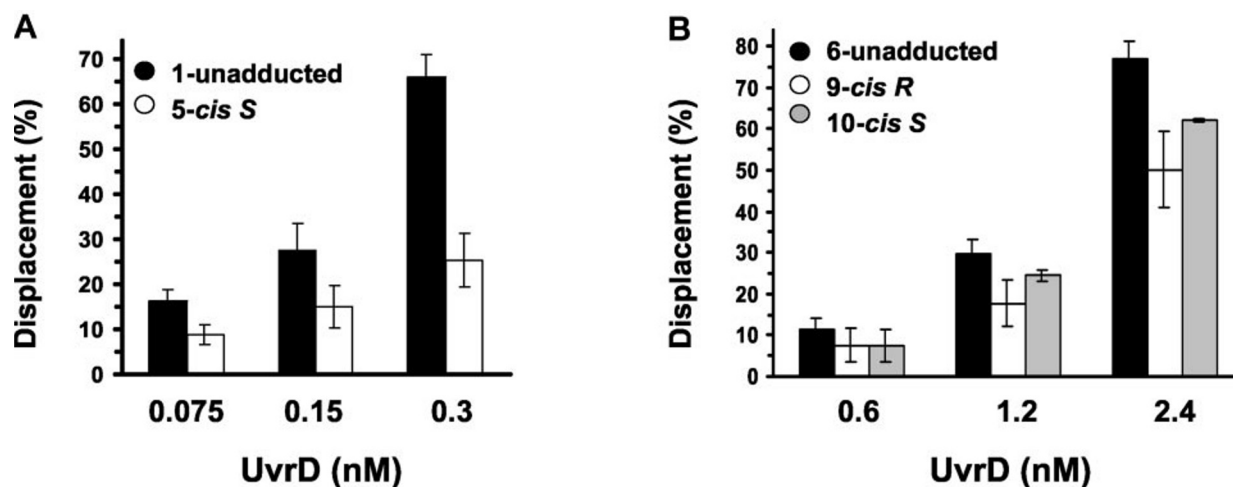 A
Displacement (%)
70
60
50
40
30
20
10
0
1-unadducted
5-cis S
0.075 0.15 0.3
UvrD (nM)
B
Displacement (%)
80
70
60
50
40
30
20
10
0
6-unadducted
9-cis R
10-cis S
0.6 1.2 2.4
UvrD (nM)